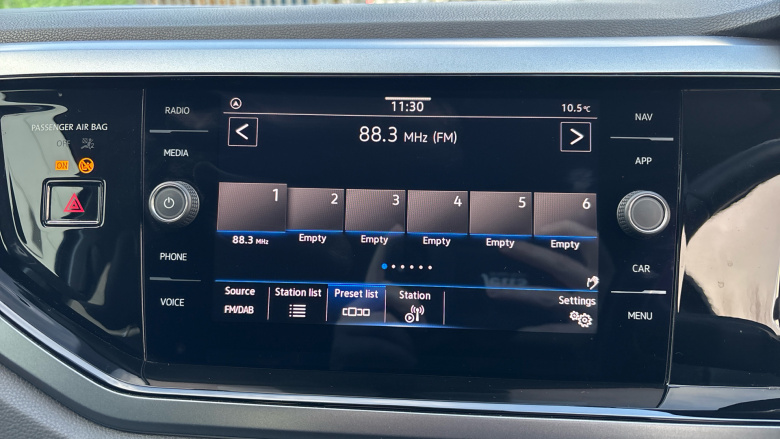 RADIO
MEDIA
PHONE
VOICE
PASSENGER AIR BAG
OFF
ON
11:30
10.5 °C
88.3 MHz (FM)
<
>
1 2 3 4 5 6
88.3 MHz Empty Empty Empty Empty Empty
Source Station list Preset list Station Settings
FM/DAB
NAV
APP
CAR
MENU